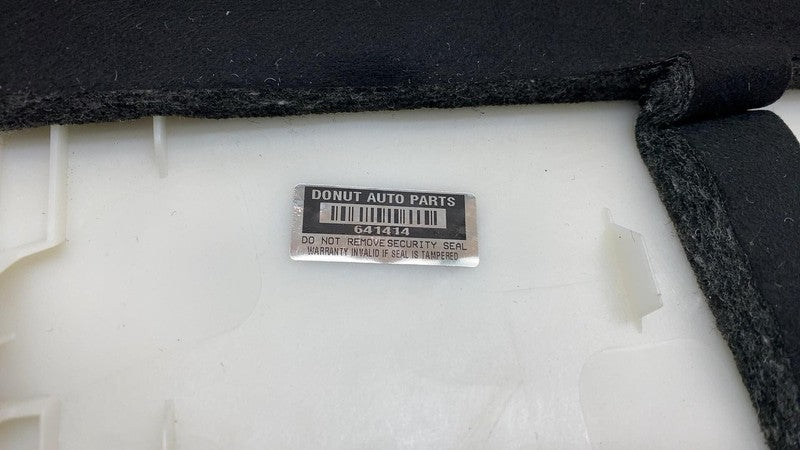 DONUT AUTO PARTS
641414
DO NOT REMOVE SECURITY SEAL
WARRANTY INVALID IF SEAL IS TAMPERED